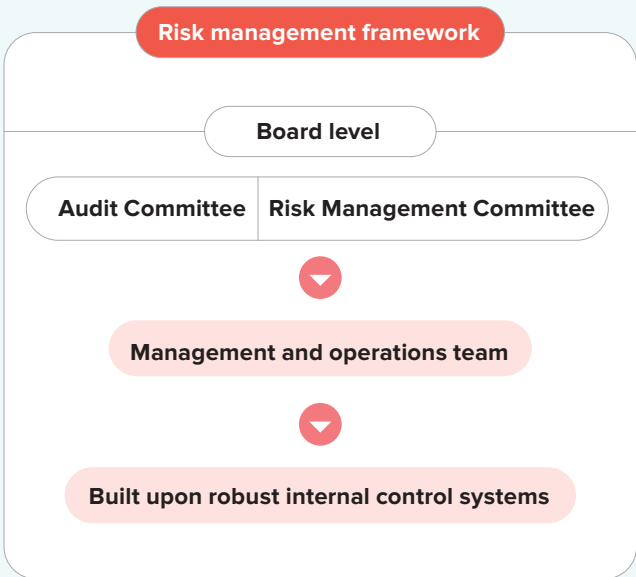 Risk management framework
Board level
Audit Committee Risk Management Committee
Management and operations team
Built upon robust internal control systems